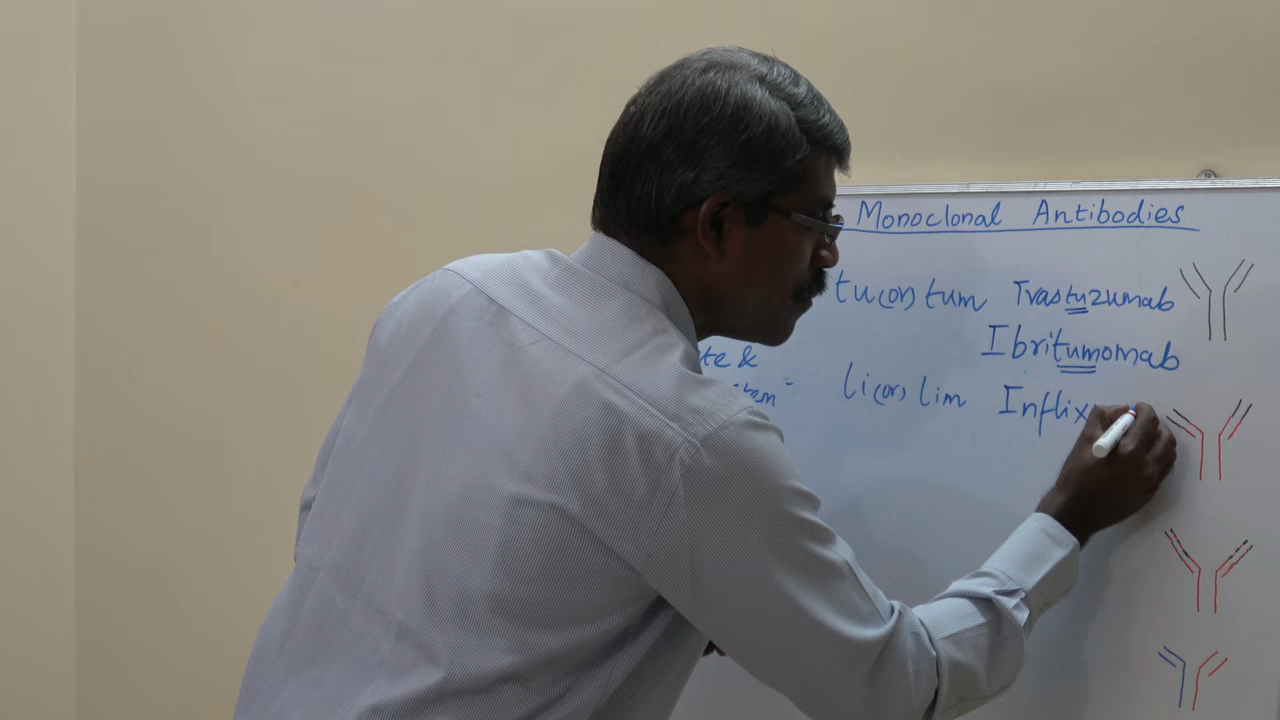 Monoclonal Antibodies
tu(or) tum Trastuzumab
Ibritumomab
te &
li(or) lim Inflix